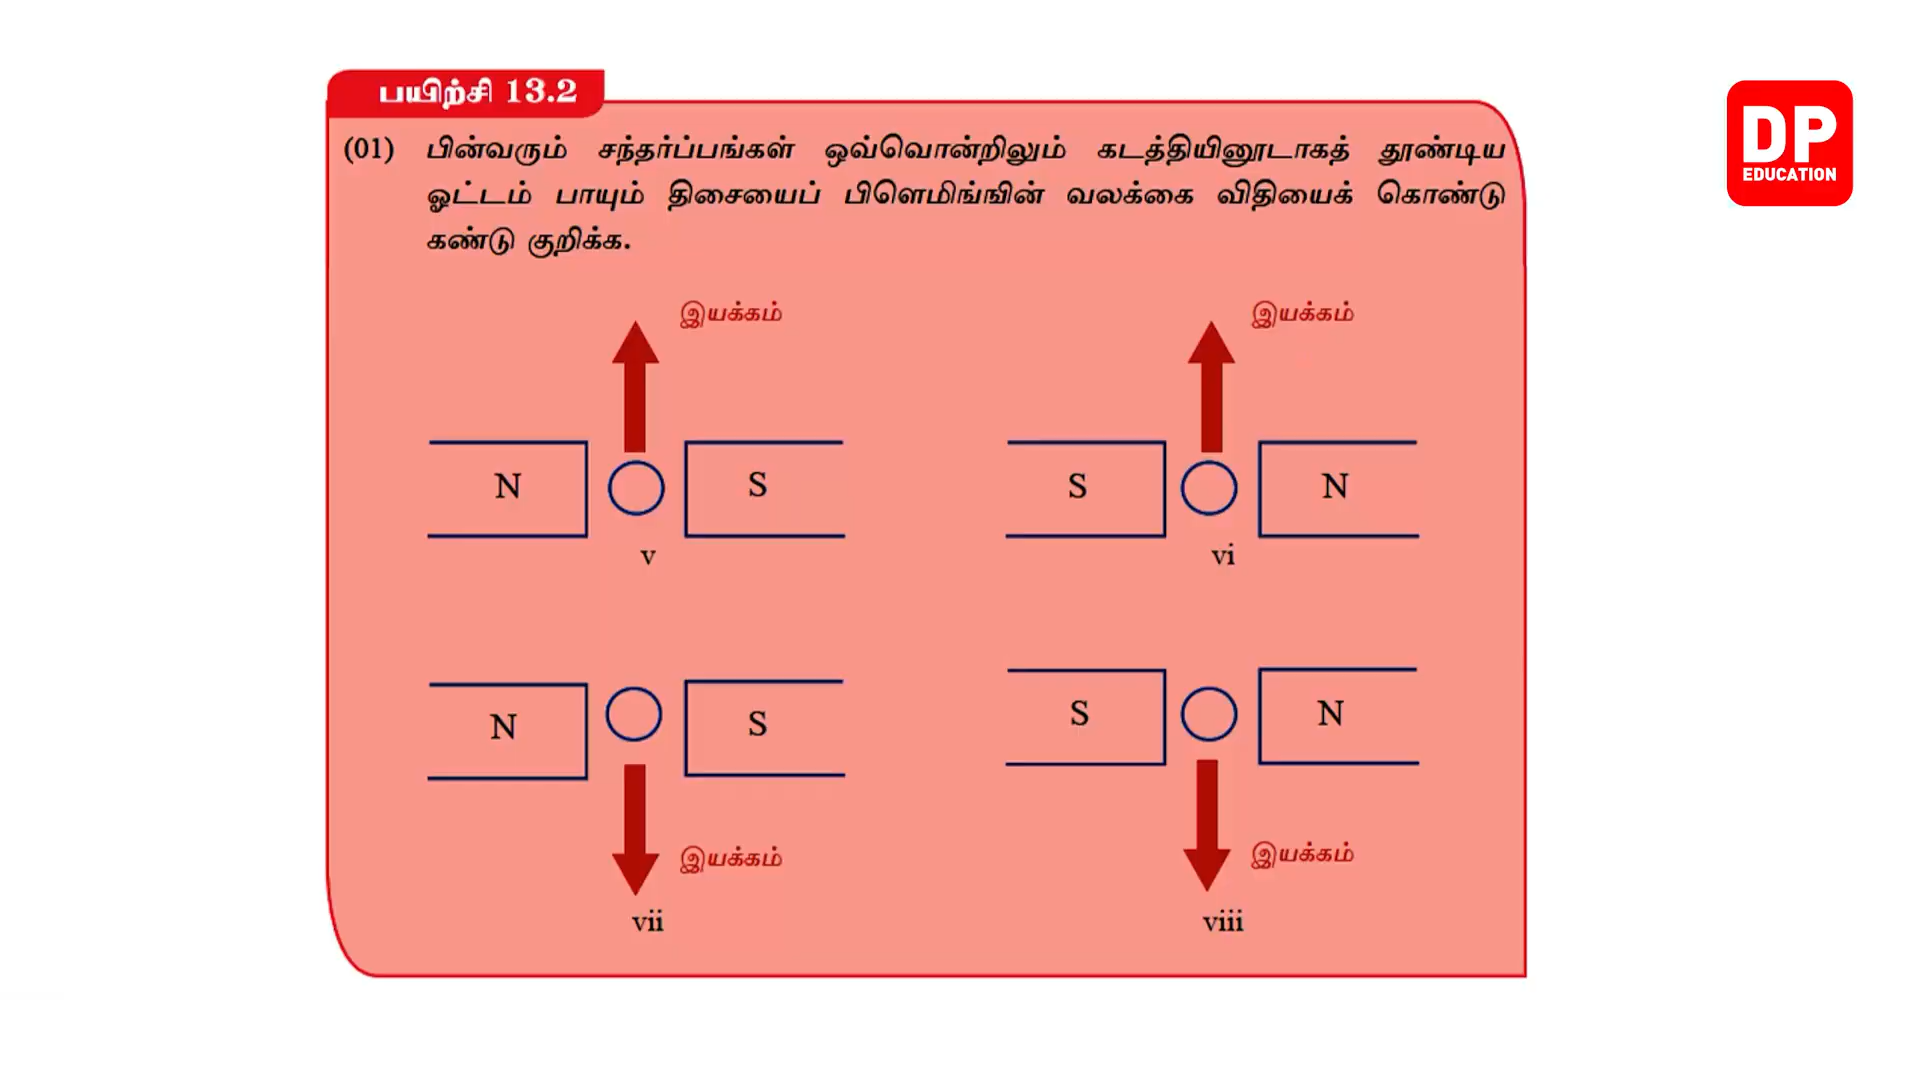 பயிற்சி 13.2
DP
EDUCATION
(01) பின்வரும் சந்தர்ப்பங்கள் ஒவ்வொன்றிலும் கடத்தியினூடாகத் தூண்டிய
ஓட்டம் பாயும் திசையைப் பிளெமிங்ஙின் வலக்கை விதியைக் கொண்டு
கண்டு குறிக்க.
இயக்கம் இயக்கம்
N S S N
v vi
N S S N
இயக்கம் இயக்கம்
vii viii